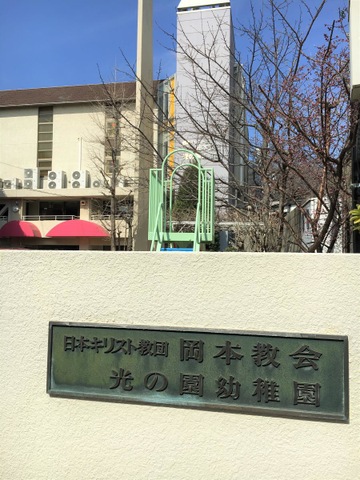 日本キリスト教団 岡本教会
光の園幼稚園